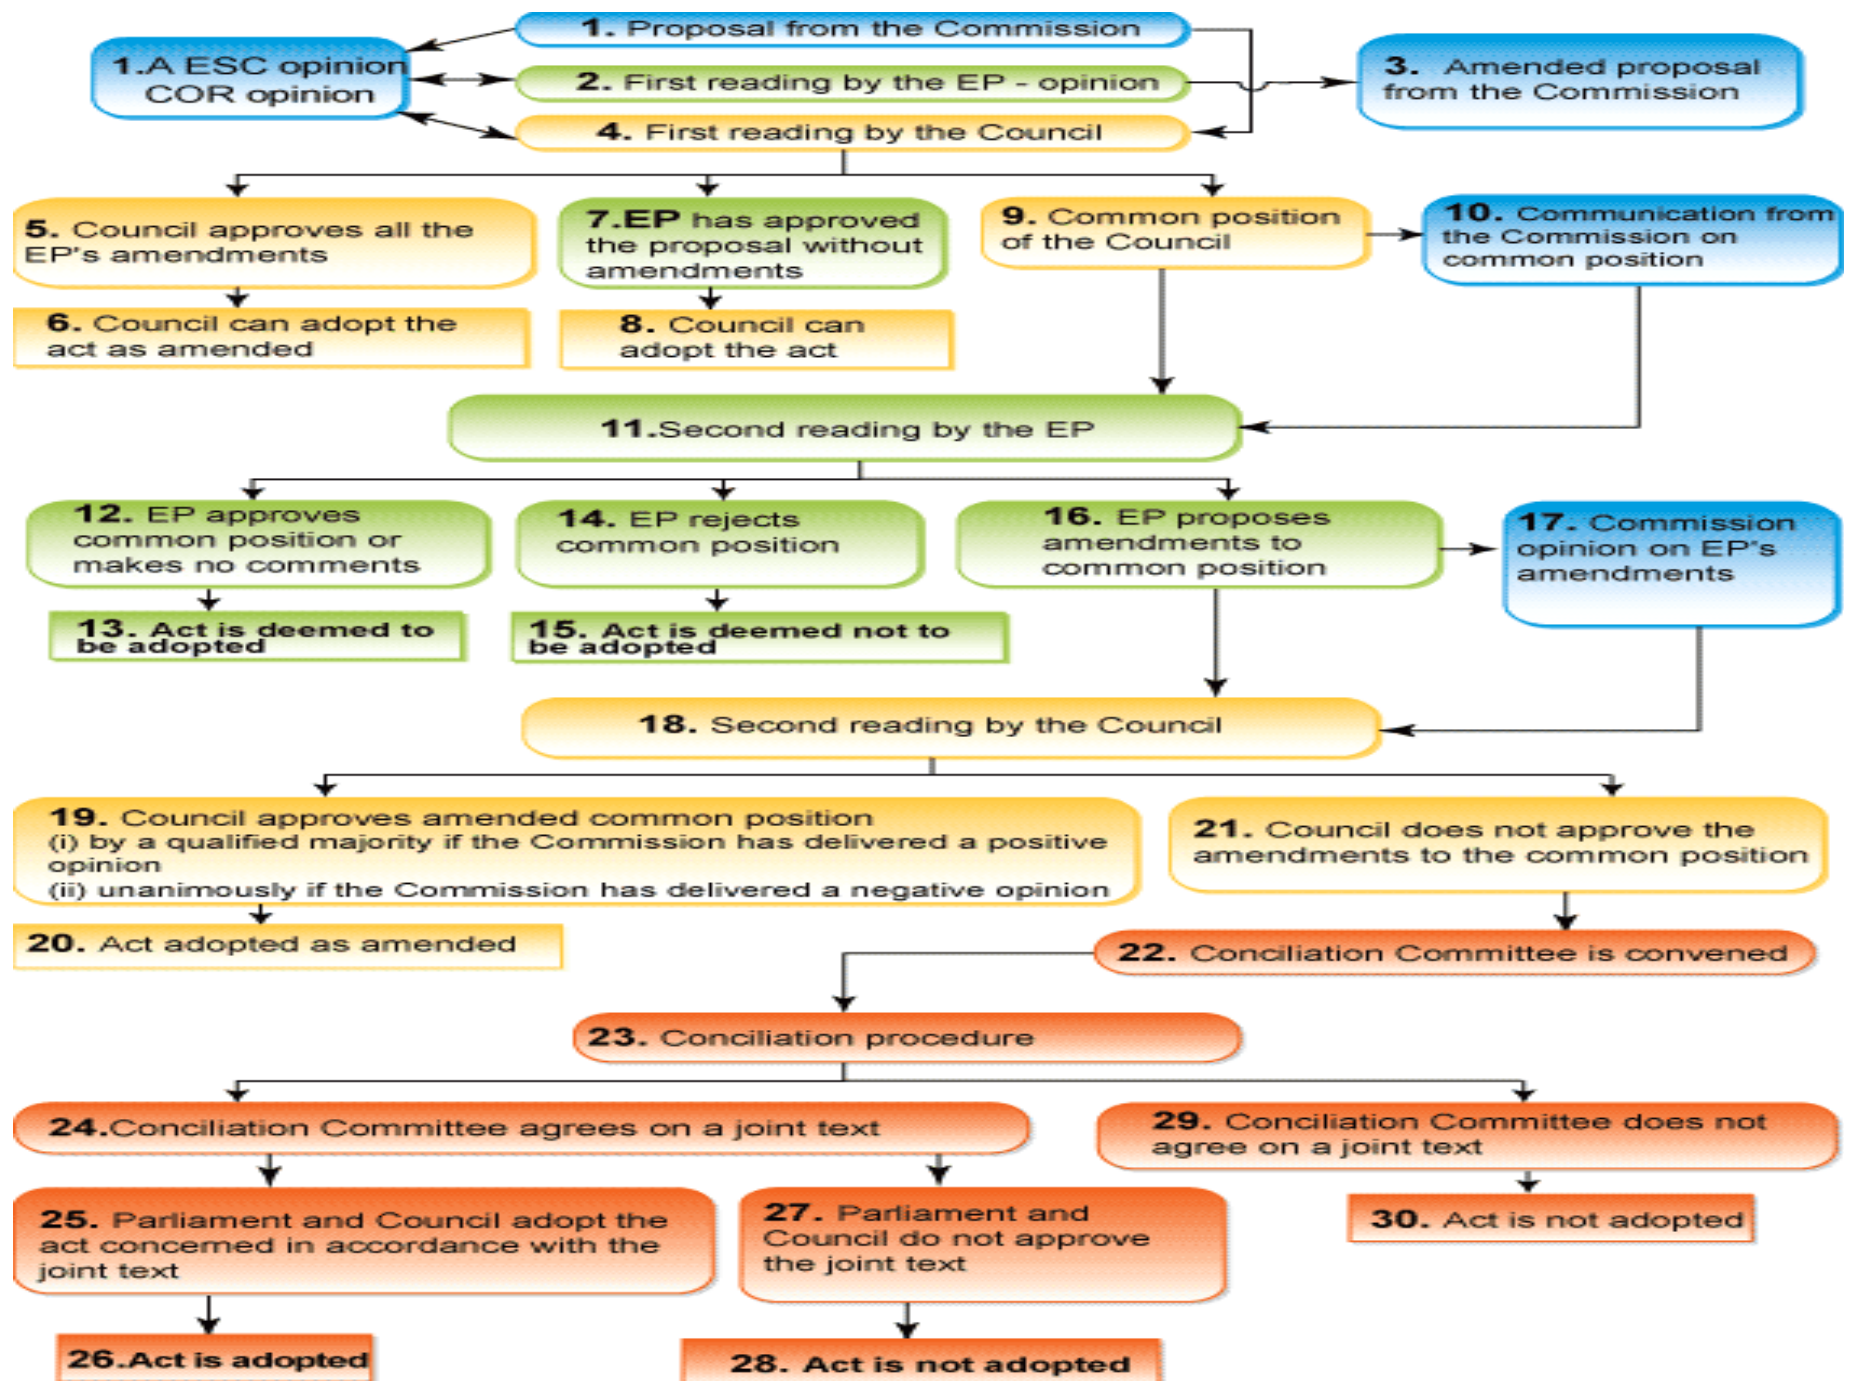 1. Proposal from the Commission
1.A ESC opinion
COR opinion
2. First reading by the EP - opinion
3. Amended proposal
from the Commission
4. First reading by the Council
5. Council approves all the
EP's amendments
7.EP has approved
the proposal without
amendments
9. Common position
of the Council
10. Communication from
the Commission on
common position
6. Council can adopt the
act as amended
8. Council can
adopt the act
11.Second reading by the EP
12. EP approves
common position or
makes no comments
14. EP rejects
common position
16. EP proposes
amendments to
common position
17. Commission
opinion on EP's
amendments
13. Act is deemed to
be adopted
15. Act is deemed not to
be adopted
18. Second reading by the Council
19. Council approves amended common position
(i) by a qualified majority if the Commission has delivered a positive
opinion
(ii) unanimously if the Commission has delivered a negative opinion
21. Council does not approve the
amendments to the common position
20. Act adopted as amended
22. Conciliation Committee is convened
23. Conciliation procedure
24.Conciliation Committee agrees on a joint text
29. Conciliation Committee does not
agree on a joint text
25. Parliament and Council adopt the
act concerned in accordance with the
joint text
27. Parliament and
Council do not approve
the joint text
30. Act is not adopted
26.Act is adopted
28. Act is not adopted